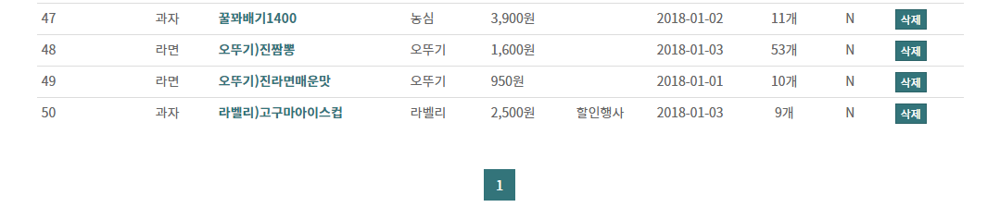 47 과자 꿀꽈배기1400 농심 3,900원 2018-01-02 11개 N 삭제
48 라면 오뚜기)진짬뽕 오뚜기 1,600원 2018-01-03 53개 N 삭제
49 라면 오뚜기)진라면매운맛 오뚜기 950원 2018-01-01 10개 N 삭제
50 과자 라벨리)고구마아이스컵 라벨리 2,500원 할인행사 2018-01-03 9개 N 삭제
1